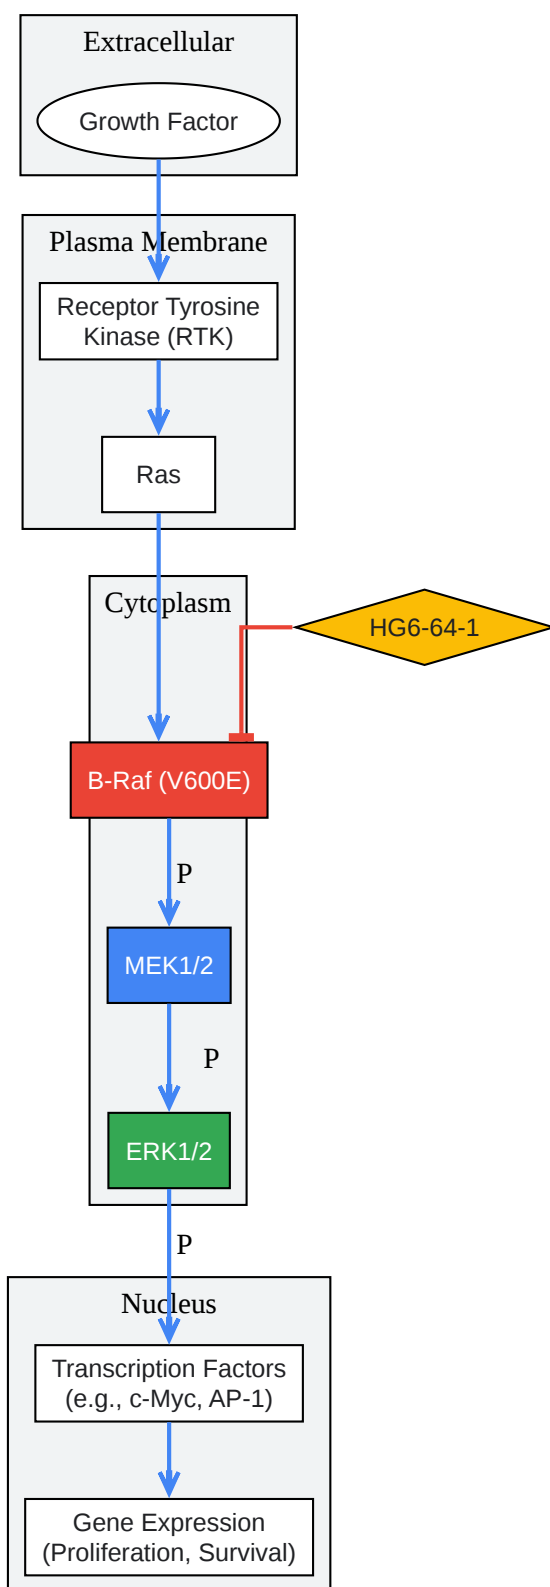 Extracellular
Growth Factor
Plasma Membrane
Receptor Tyrosine
Kinase (RTK)
Ras
Cytoplasm
HG6-64-1
B-Raf (V600E)
P
MEK1/2
P
ERK1/2
P
Nucleus
Transcription Factors
(e.g., c-Myc, AP-1)
Gene Expression
(Proliferation, Survival)